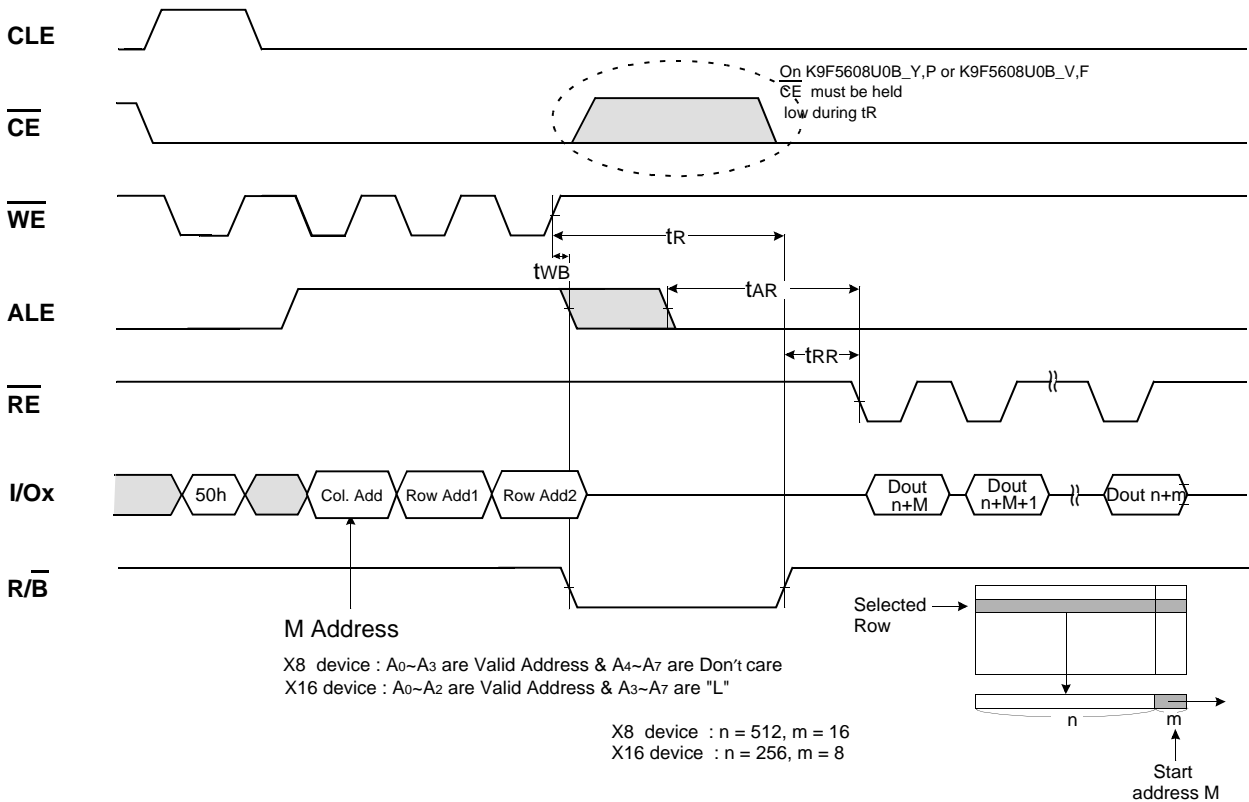 CLE
On K9F5608U0B_Y,P or K9F5608U0B_V,F
CE must be held
low during tR
CE
WE
tR
tWB
tAR
ALE
tRR
RE
I/Ox
50h
Col. Add
Row Add1
Row Add2
Dout
n+M
Dout
n+M+1
Dout n+m
R/B
Selected
Row
M Address
X8 device : A0~A3 are Valid Address & A4~A7 are Don't care
X16 device : A0~A2 are Valid Address & A3~A7 are "L"
n
m
X8 device : n = 512, m = 16
X16 device : n = 256, m = 8
Start
address M